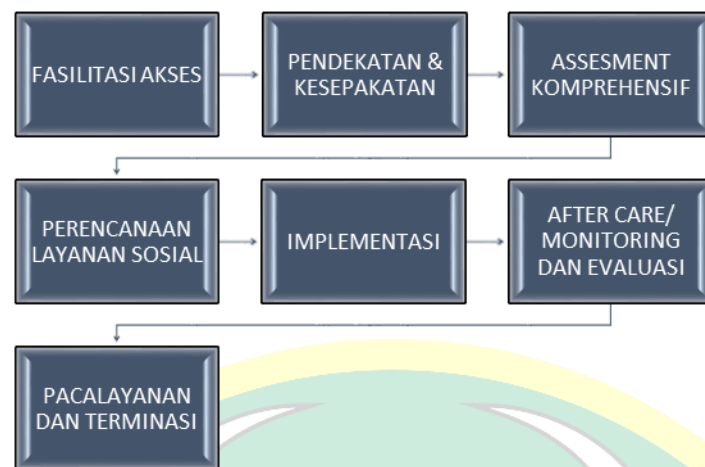 FASILITASI AKSES
PENDEKATAN &
KESEPAKATAN
ASSESMENT
KOMPREHENSIF
PERENCANAAN
LAYANAN SOSIAL
IMPLEMENTASI
AFTER CARE/
MONITORING
DAN EVALUASI
PACALAYANAN
DAN TERMINASI